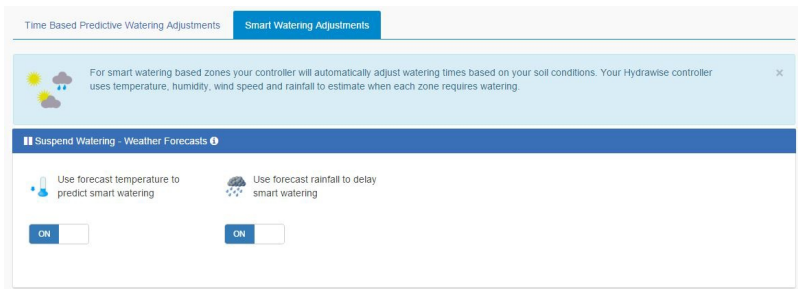 Time Based Predictive Watering Adjustments
Smart Watering Adjustments
For smart watering based zones your controller will automatically adjust watering times based on your soil conditions. Your Hydrawise controller
uses temperature, humidity, wind speed and rainfall to estimate when each zone requires watering.
×
Suspend Watering - Weather Forecasts
Use forecast temperature to
predict smart watering
Use forecast rainfall to delay
smart watering
ON
ON